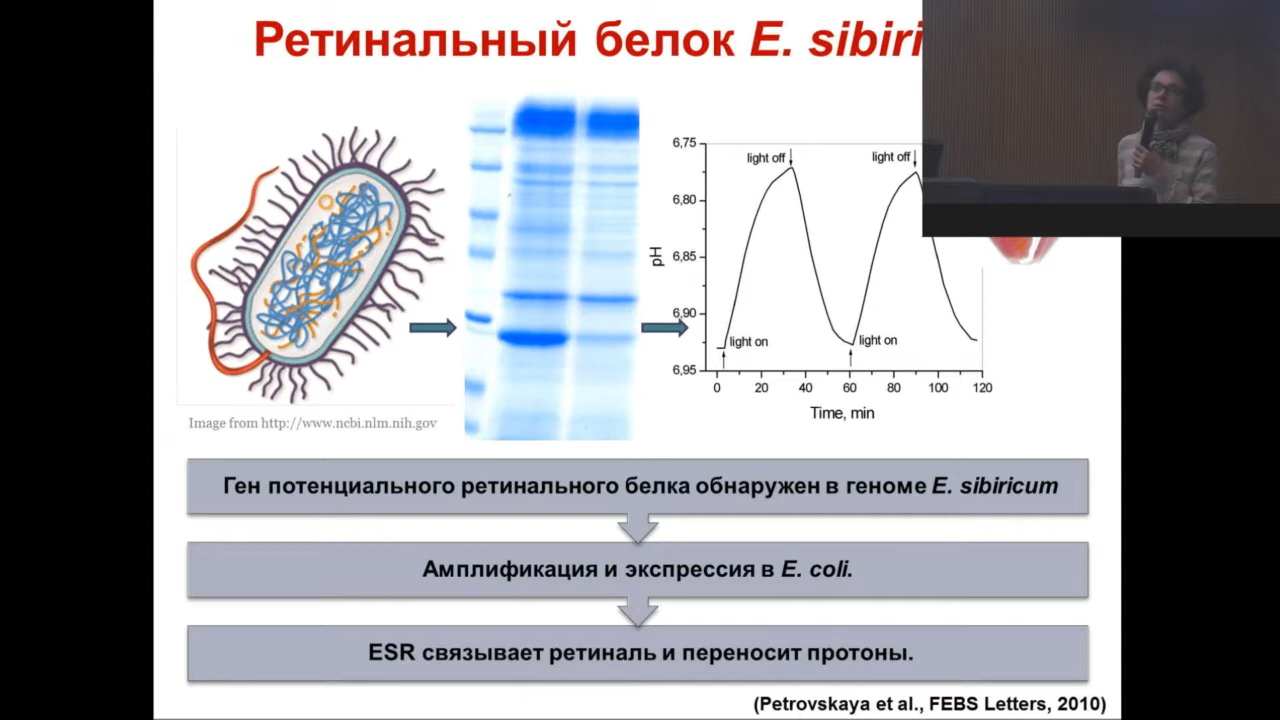 Ретинальный белок E. sibiri
6,75
6,80
6,85
6,90
6,95
pH
light off
light off
light on
light on
0 20 40 60 80 100 120
Time, min
Image from http://www.ncbi.nlm.nih.gov
Ген потенциального ретинального белка обнаружен в геноме E. sibiricum
Амплификация и экспрессия в E. coli.
ESR связывает ретиналь и переносит протоны.
(Petrovskaya et al., FEBS Letters, 2010)